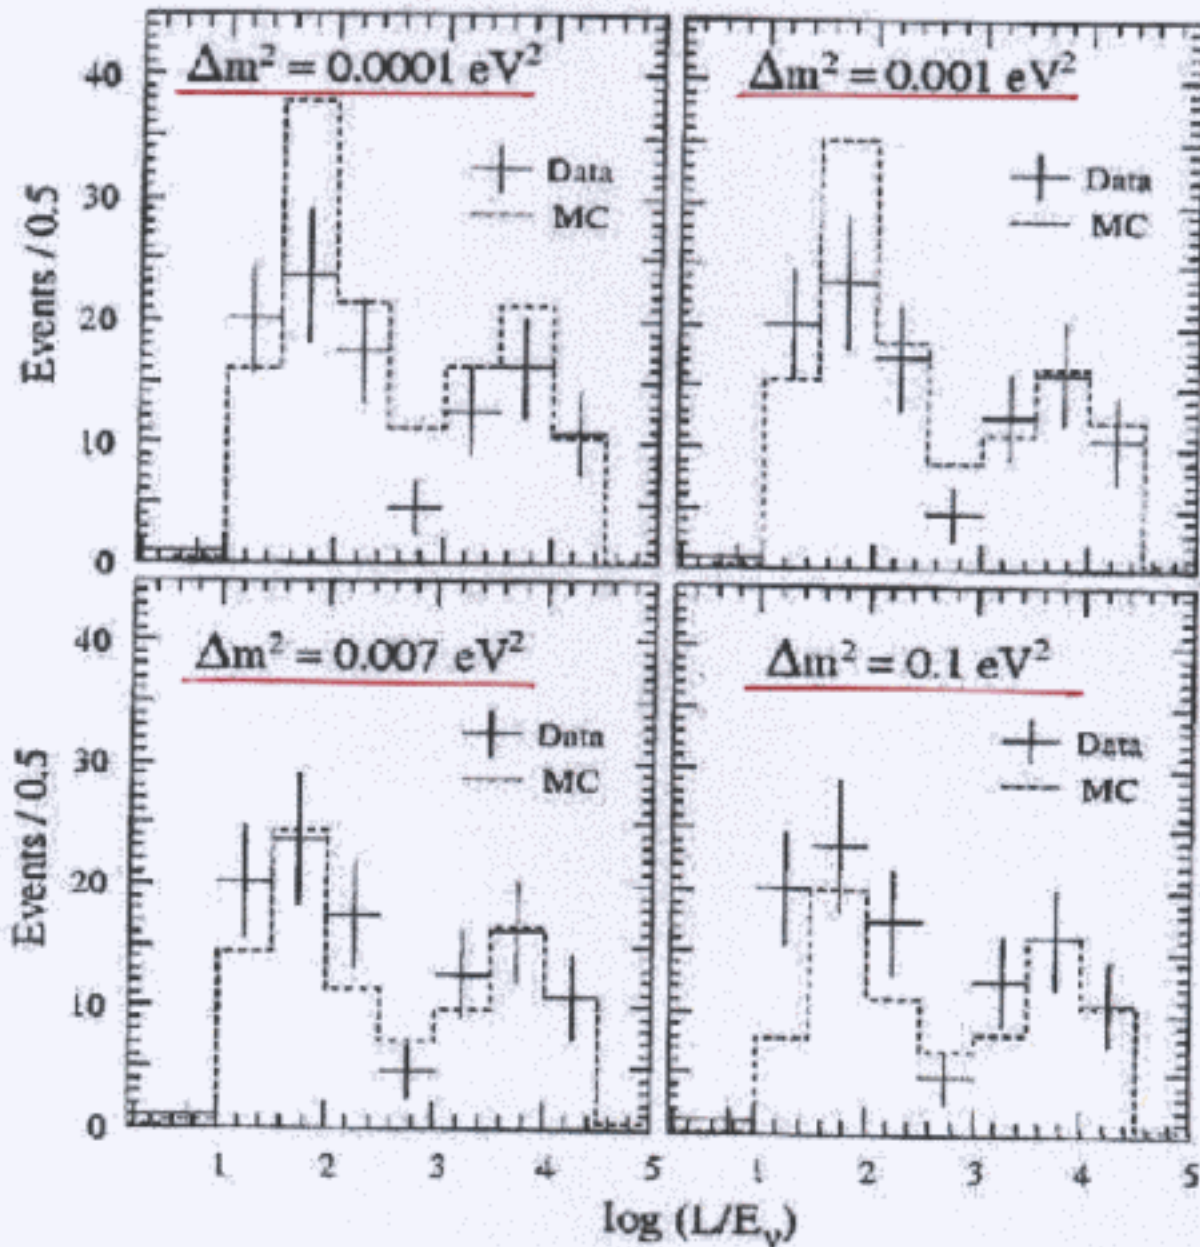 Δm² = 0.0001 eV²
Δm² = 0.001 eV²
40
30
20
10
0
Events / 0.5
Data
MC
Data
MC
Δm² = 0.007 eV²
Δm² = 0.1 eV²
40
30
20
10
0
Events / 0.5
Data
MC
Data
MC
1 2 3 4 5
1 2 3 4 5
log (L/Eᵥ)